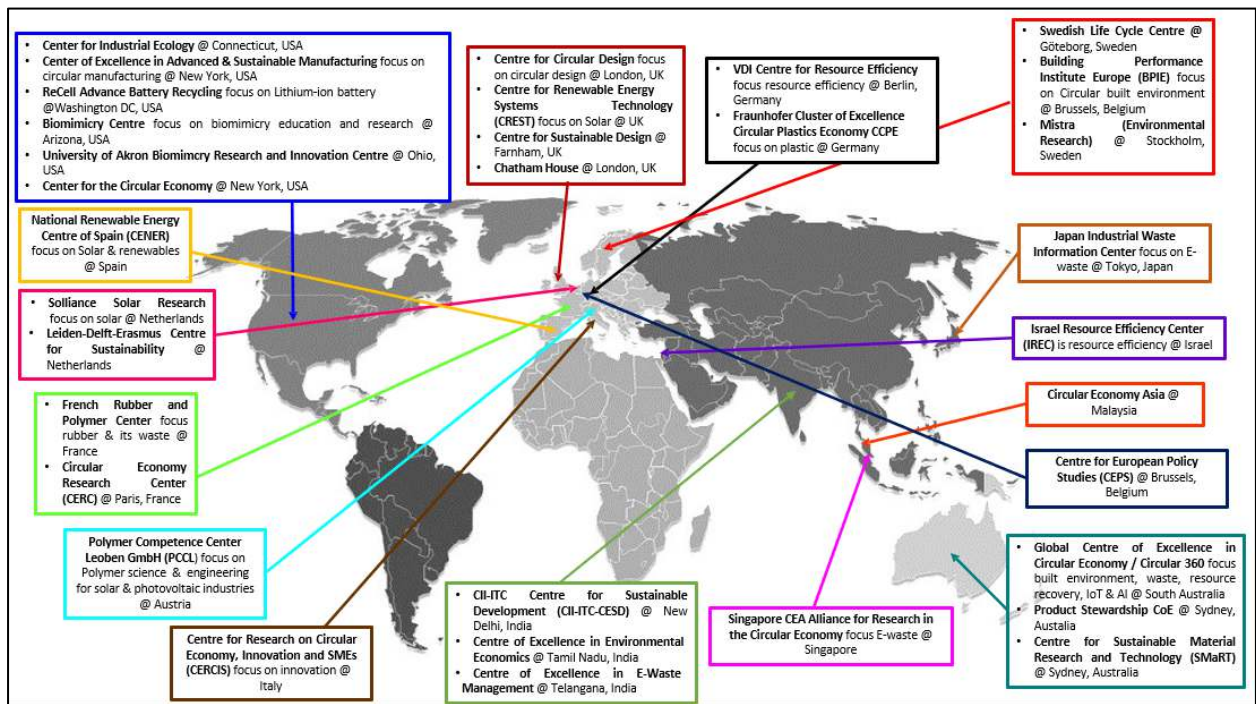 • Center for Industrial Ecology @ Connecticut, USA
• Center of Excellence in Advanced & Sustainable Manufacturing focus on
circular manufacturing @ New York, USA
• ReCell Advance Battery Recycling focus on Lithium-ion battery
@Washington DC, USA
• Biomimicry Centre focus on biomimicry education and research @
Arizona, USA
• University of Akron Biomimcry Research and Innovation Centre @ Ohio,
USA
• Center for the Circular Economy @ New York, USA
• Centre for Circular Design focus
on circular design @ London, UK
• Centre for Renewable Energy
Systems Technology
(CREST) focus on Solar @ UK
• Centre for Sustainable Design @
Farnham, UK
• Chatham House @ London, UK
• VDI Centre for Resource Efficiency
focus resource efficiency @ Berlin,
Germany
• Fraunhofer Cluster of Excellence
Circular Plastics Economy CCPE
focus on plastic @ Germany
• Swedish Life Cycle Centre @
Göteborg, Sweden
• Building Performance
Institute Europe (BPIE) focus
on Circular built environment
@ Brussels, Belgium
• Mistra (Environmental
Research) @ Stockholm,
Sweden
National Renewable Energy
Centre of Spain (CENER)
focus on Solar & renewables
@ Spain
Japan Industrial Waste
Information Center focus on E-
waste @ Tokyo, Japan
• Solliance Solar Research
focus on solar @ Netherlands
• Leiden-Delft-Erasmus Centre
for Sustainability @
Netherlands
Israel Resource Efficiency Center
(IREC) is resource efficiency @ Israel
• French Rubber and
Polymer Center focus
rubber & its waste @
France
• Circular Economy
Research Center
(CERC) @ Paris, France
Circular Economy Asia @
Malaysia
Centre for European Policy
Studies (CEPS) @ Brussels,
Belgium
Polymer Competence Center
Leoben GmbH (PCCL) focus on
Polymer science & engineering
for solar & photovoltaic industries
@ Austria
• Global Centre of Excellence in
Circular Economy / Circular 360 focus
built environment, waste, resource
recovery, IoT & AI @ South Australia
• Product Stewardship CoE @ Sydney,
Austalia
• Centre for Sustainable Material
Research and Technology (SMaRT)
@ Sydney, Australia
Centre for Research on Circular
Economy, Innovation and SMEs
(CERCIS) focus on innovation @
Italy
• CII-ITC Centre for Sustainable
Development (CII-ITC-CESD) @ New
Delhi, India
• Centre of Excellence in Environmental
Economics @ Tamil Nadu, India
• Centre of Excellence in E-Waste
Management @ Telangana, India
Singapore CEA Alliance for Research in
the Circular Economy focus E-waste @
Singapore